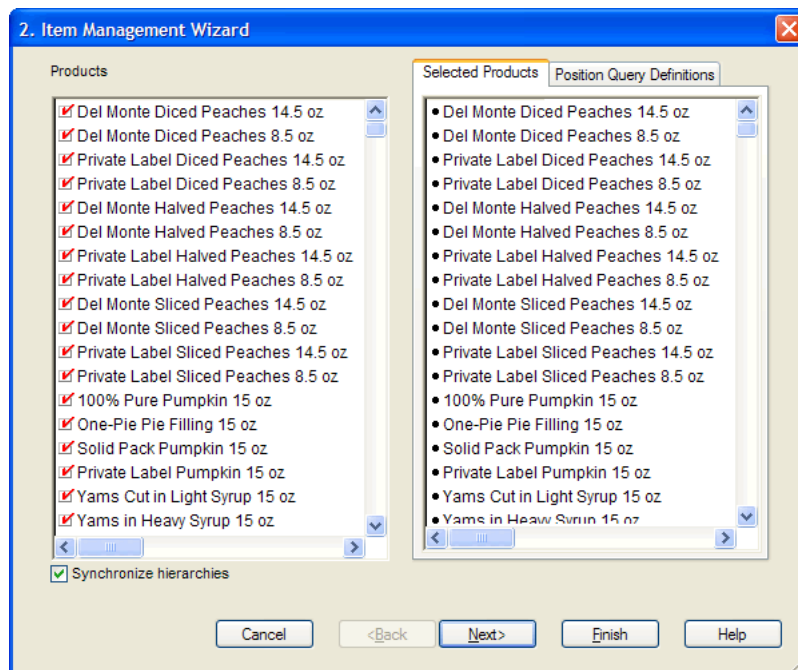 2. Item Management Wizard
Products
Del Monte Diced Peaches 14.5 oz
Del Monte Diced Peaches 8.5 oz
Private Label Diced Peaches 14.5 oz
Private Label Diced Peaches 8.5 oz
Del Monte Halved Peaches 14.5 oz
Del Monte Halved Peaches 8.5 oz
Private Label Halved Peaches 14.5 oz
Private Label Halved Peaches 8.5 oz
Del Monte Sliced Peaches 14.5 oz
Del Monte Sliced Peaches 8.5 oz
Private Label Sliced Peaches 14.5 oz
Private Label Sliced Peaches 8.5 oz
100% Pure Pumpkin 15 oz
One-Pie Pie Filling 15 oz
Solid Pack Pumpkin 15 oz
Private Label Pumpkin 15 oz
Yams Cut in Light Syrup 15 oz
Yams in Heavy Syrup 15 oz
Synchronize hierarchies
Selected Products
Position Query Definitions
Del Monte Diced Peaches 14.5 oz
Del Monte Diced Peaches 8.5 oz
Private Label Diced Peaches 14.5 oz
Private Label Diced Peaches 8.5 oz
Del Monte Halved Peaches 14.5 oz
Del Monte Halved Peaches 8.5 oz
Private Label Halved Peaches 14.5 oz
Private Label Halved Peaches 8.5 oz
Del Monte Sliced Peaches 14.5 oz
Del Monte Sliced Peaches 8.5 oz
Private Label Sliced Peaches 14.5 oz
Private Label Sliced Peaches 8.5 oz
100% Pure Pumpkin 15 oz
One-Pie Pie Filling 15 oz
Solid Pack Pumpkin 15 oz
Private Label Pumpkin 15 oz
Yams Cut in Light Syrup 15 oz
Yams in Heavy Syrup 15 oz
Cancel
<Back
Next>
Finish
Help